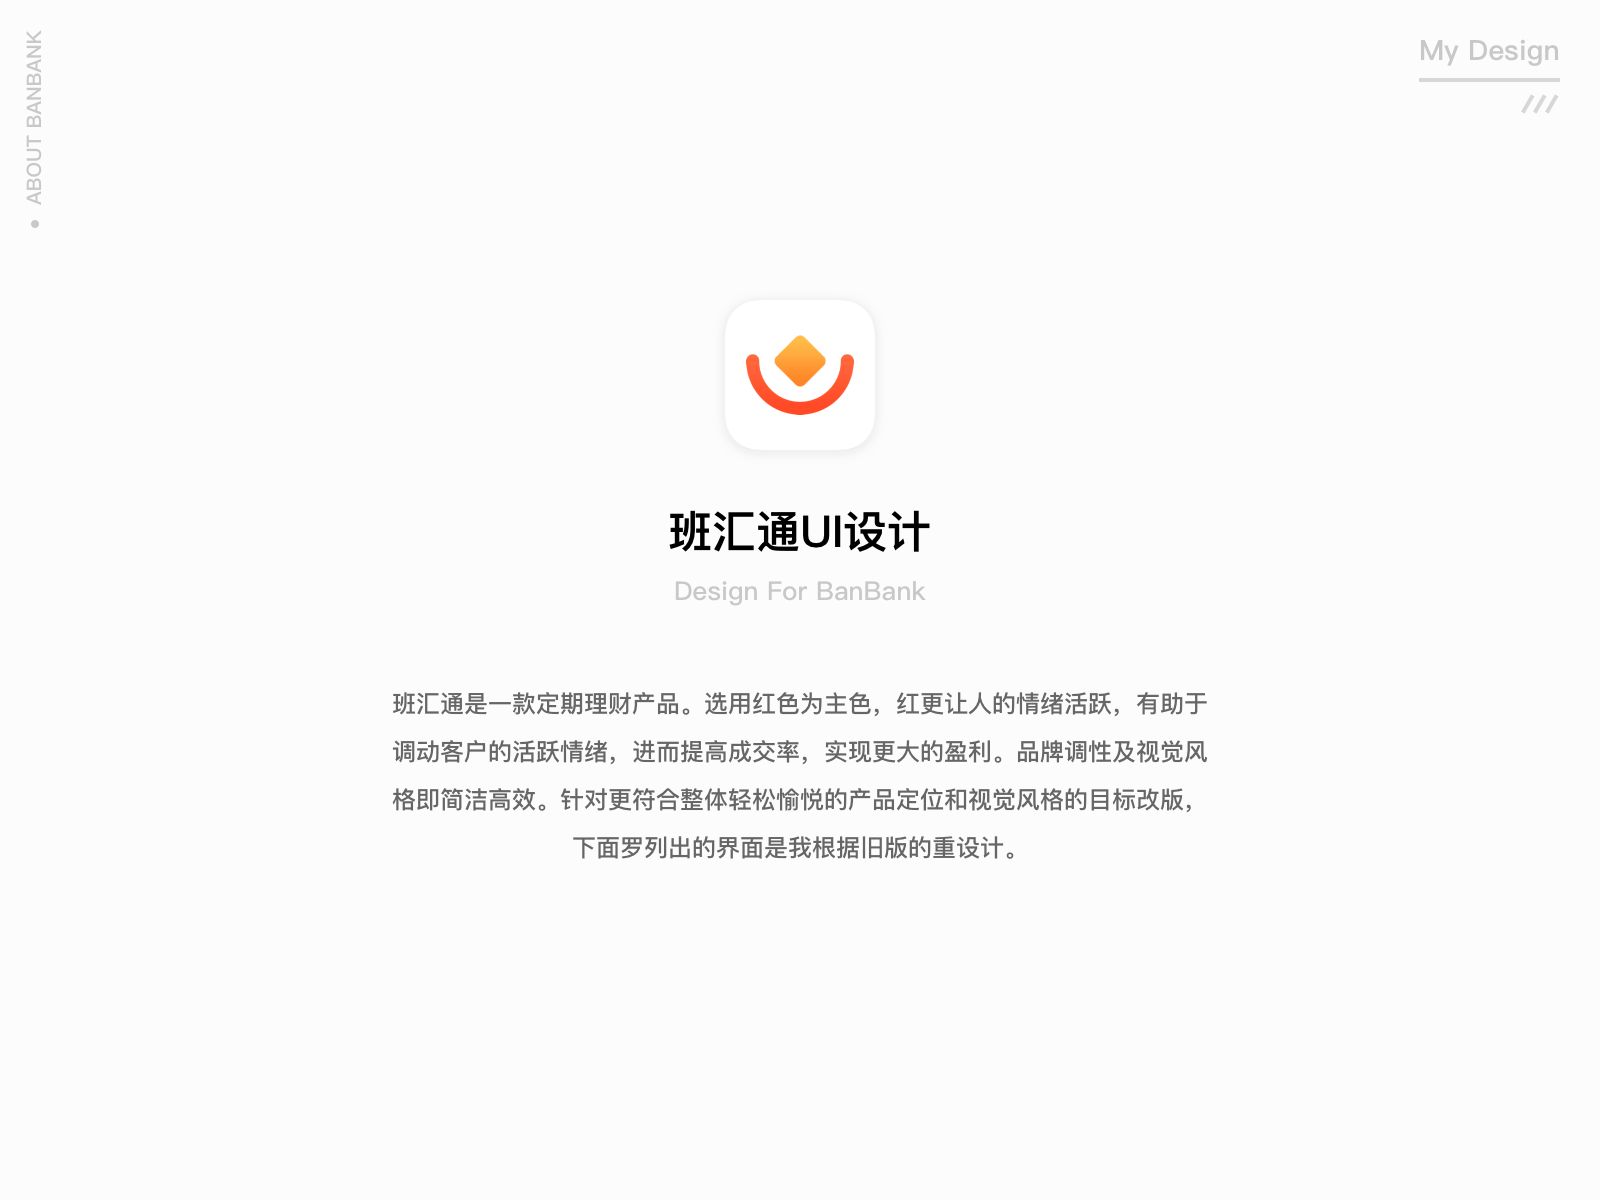 ABOUT BANBANK
My Design
班汇通UI设计
Design For BanBank
班汇通是一款定期理财产品。选用红色为主色，红更让人的情绪活跃，有助于
调动客户的活跃情绪，进而提高成交率，实现更大的盈利。品牌调性及视觉风
格即简洁高效。针对更符合整体轻松愉悦的产品定位和视觉风格的目标改版，
下面罗列出的界面是我根据旧版的重设计。